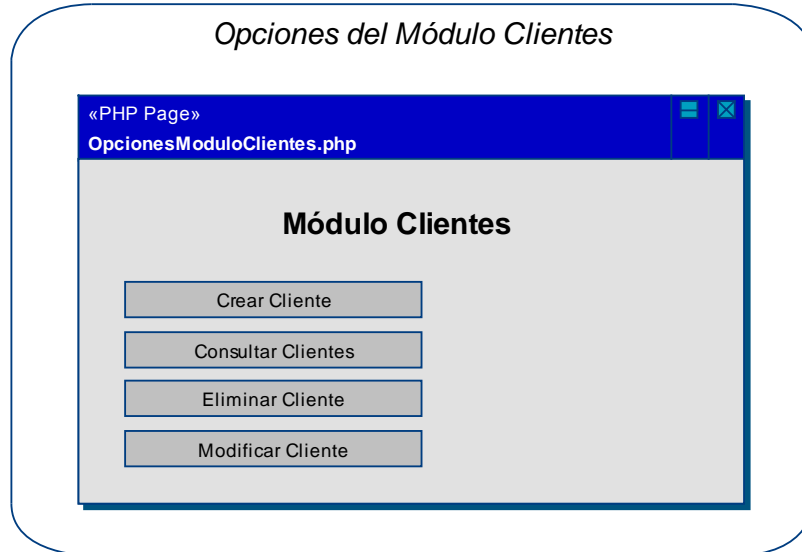 Opciones del Módulo Clientes
«PHP Page»
OpcionesModuloClientes.php
Módulo Clientes
Crear Cliente
Consultar Clientes
Eliminar Cliente
Modificar Cliente